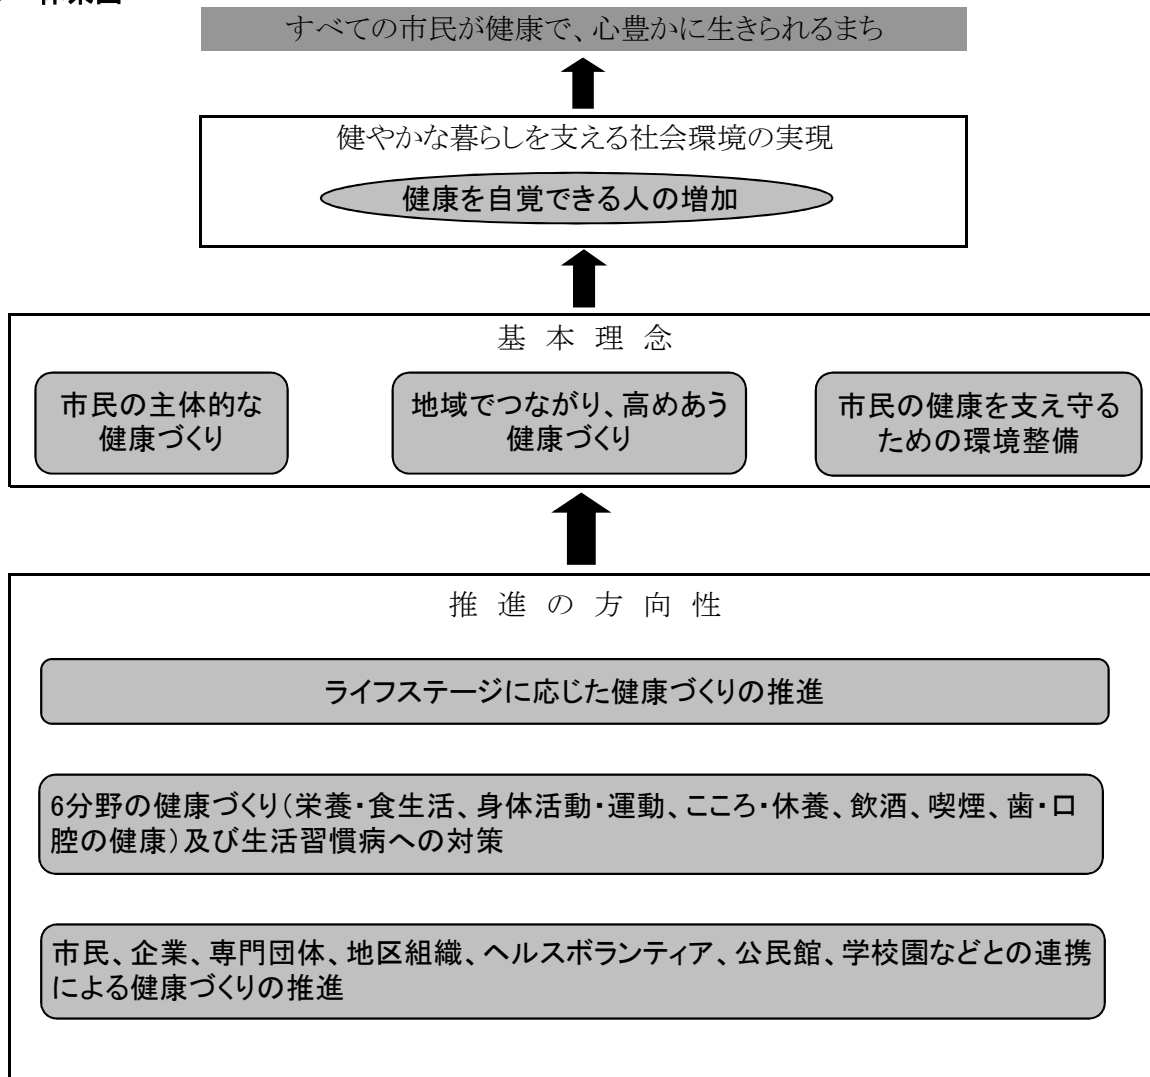 すべての市民が健康で、心豊かに生きられるまち
健やかな暮らしを支える社会環境の実現
健康を自覚できる人の増加
基本理念
市民の主体的な
健康づくり
地域でつながり、高めあう
健康づくり
市民の健康を支え守る
ための環境整備
推進の方向性
ライフステージに応じた健康づくりの推進
6分野の健康づくり(栄養・食生活、身体活動・運動、こころ・休養、飲酒、喫煙、歯・口
腔の健康)及び生活習慣病への対策
市民、企業、専門団体、地区組織、ヘルスボランティア、公民館、学校園などとの連携
による健康づくりの推進